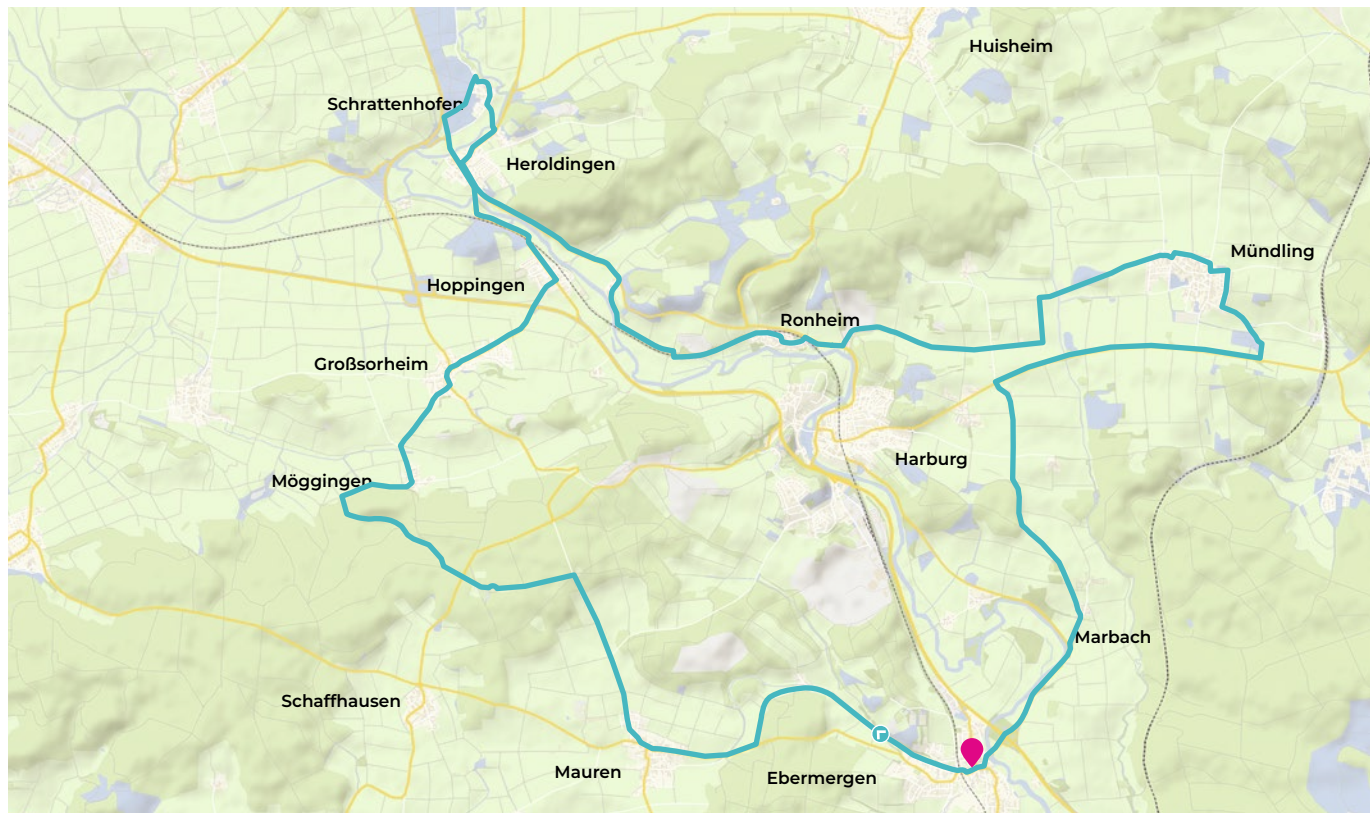 Huisheim
Schrattenhofen
Heroldingen
Mündling
Hoppingen
Ronheim
Großsorheim
Harburg
Möggingen
Marbach
Schaffhausen
Mauren
Ebermergen